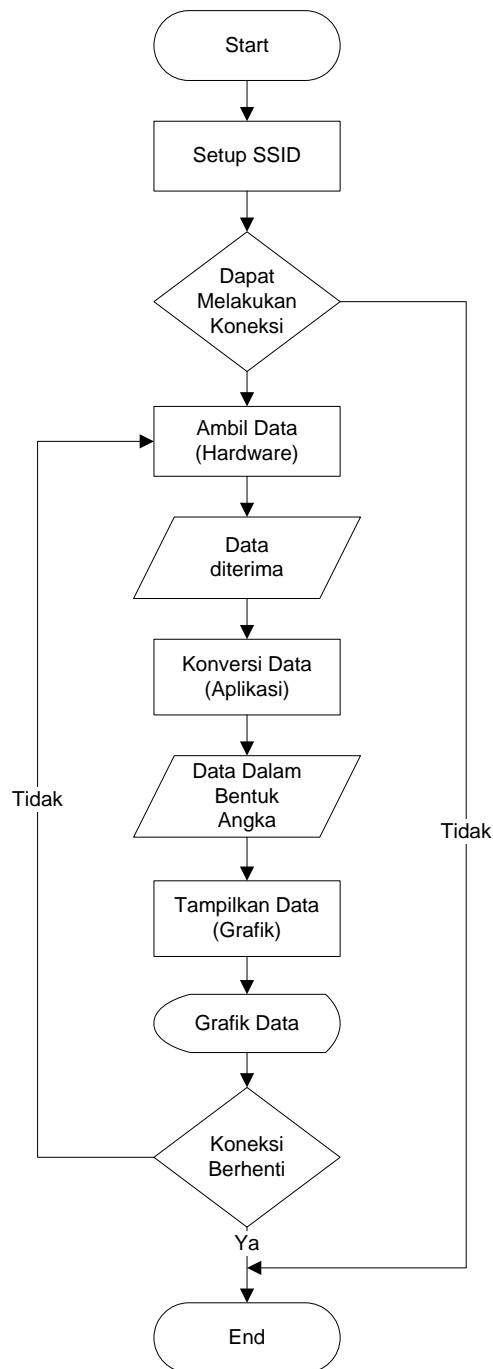 Start
Setup SSID
Dapat
Melakukan
Koneksi
Ambil Data
(Hardware)
Data
diterima
Konversi Data
(Aplikasi)
Data Dalam
Bentuk
Angka
Tidak
Tidak
Tampilkan Data
(Grafik)
Grafik Data
Koneksi
Berhenti
Ya
End